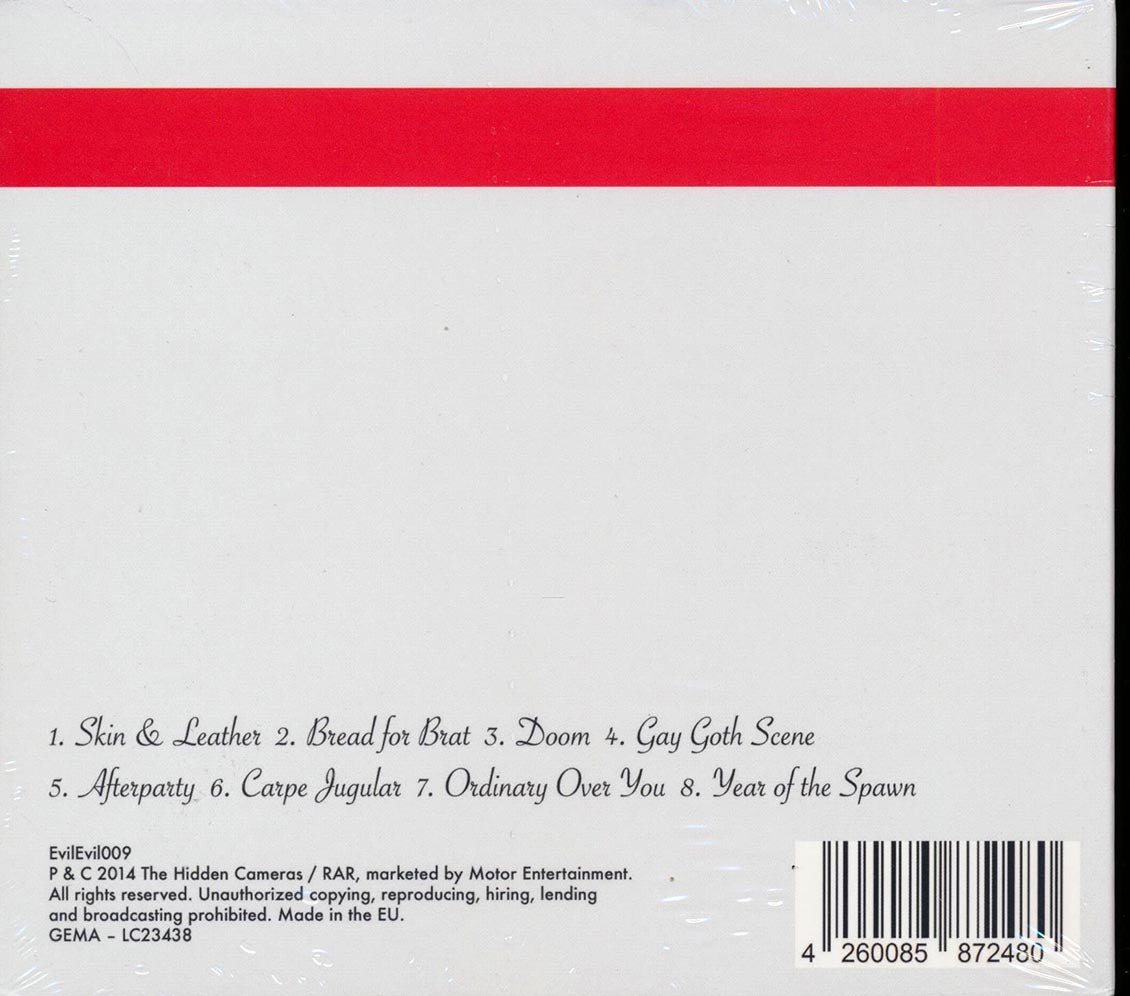 1. Skin & Leather 2. Bread for Brat 3. Doom 4. Gay Goth Scene
5. Afterparty 6. Carpe Jugular 7. Ordinary Over You 8. Year of the Spawn
EvilEvil009
P & C 2014 The Hidden Cameras / RAR, marketed by Motor Entertainment.
All rights reserved. Unauthorized copying, reproducing, hiring, lending
and broadcasting prohibited. Made in the EU.
GEMA – LC23438
4 260085 872480